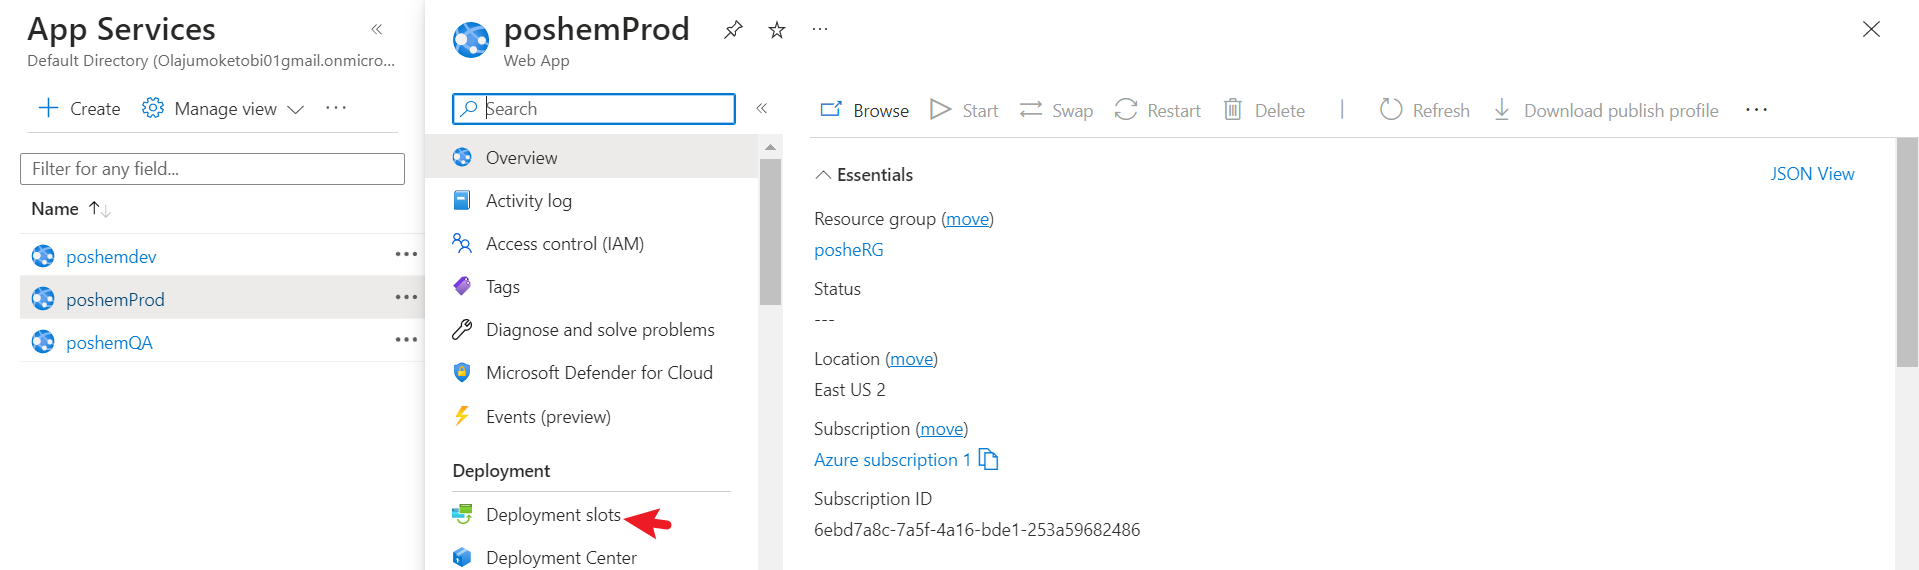 App Services
Default Directory (Olajumoketobi01gmail.onmicro...
Create
Manage view
Filter for any field...
Name
poshemdev
poshemProd
poshemQA
poshemProd
Web App
Search
Overview
Activity log
Access control (IAM)
Tags
Diagnose and solve problems
Microsoft Defender for Cloud
Events (preview)
Deployment
Deployment slots
Deployment Center
Browse
Start
Swap
Restart
Delete
Refresh
Download publish profile
Essentials
JSON View
Resource group (move)
posheRG
Status
---
Location (move)
East US 2
Subscription (move)
Azure subscription 1
Subscription ID
6ebd7a8c-7a5f-4a16-bde1-253a59682486